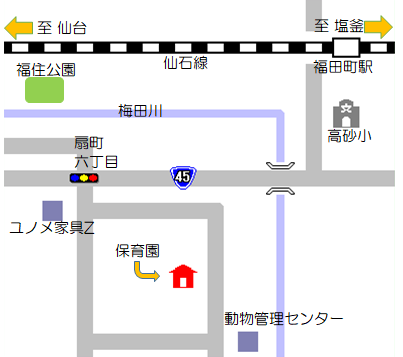 至 仙台
至 塩釜
仙石線
福田町駅
福住公園
梅田川
高砂小
扇町
六丁目
45
ユノメ家具Z
保育園
動物管理センター